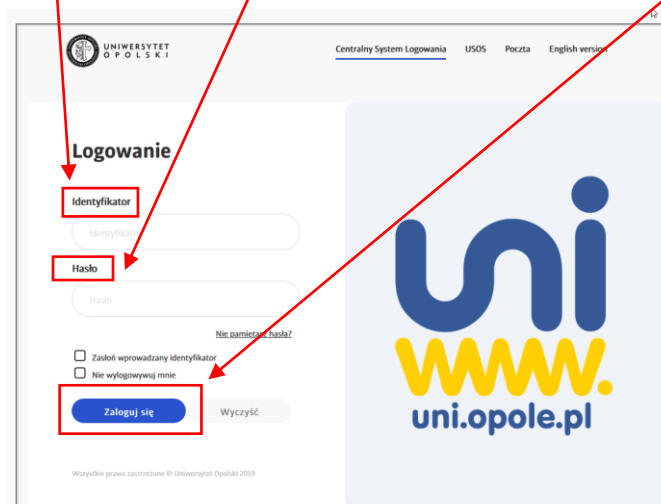 UNIWERSYTET
OPOLSKI
Centralny System Logowania USOS Poczta English version
Logowanie
Identyfikator
Identyfikator
Hasło
Hasło
Nie pamiętasz hasła?
Zasłoń wprowadzany identyfikator
Nie wylogowywuj mnie
Zaloguj się Wyczyść
Wszystkie prawa zastrzeżone © Uniwersytet Opolski 2019
uni
www.
uni.opole.pl